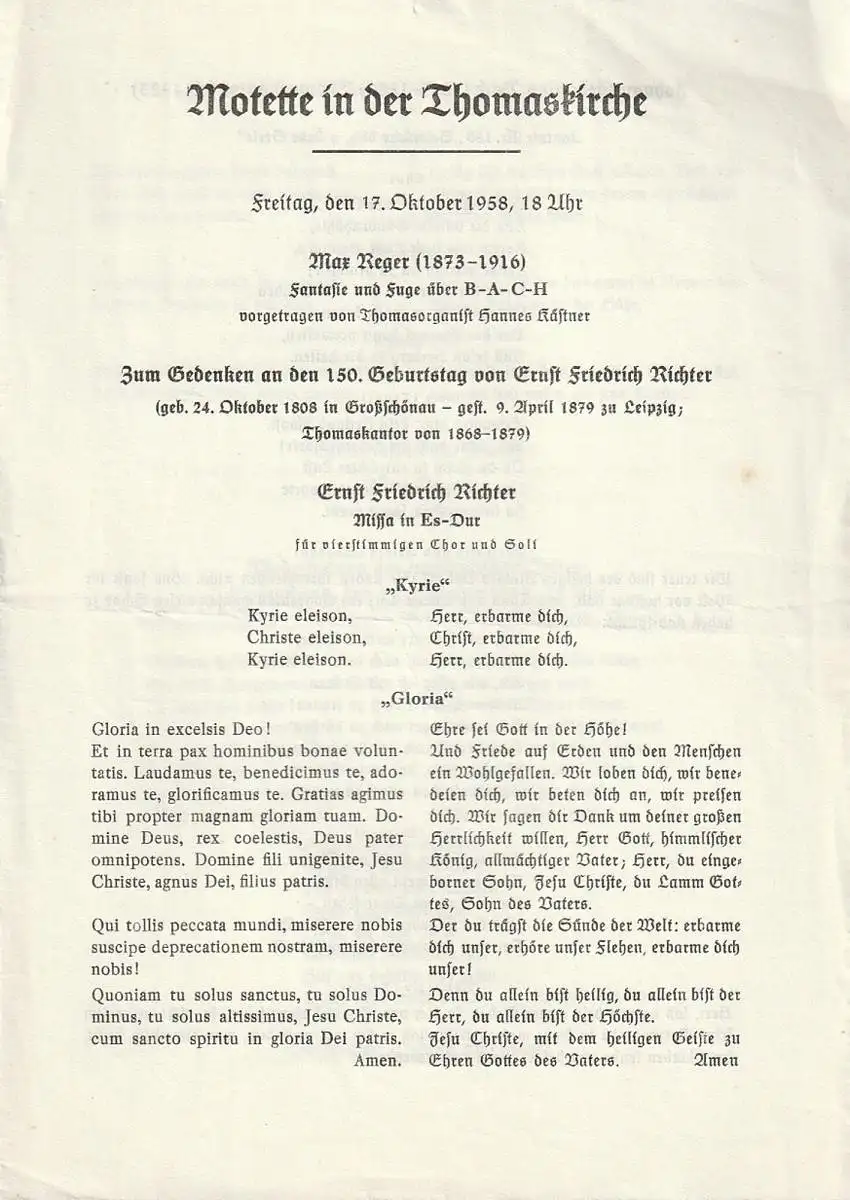 Motette in der Thomaskirche
Freitag, den 17. Oktober 1958, 18 Uhr
Max Reger (1873–1916)
Fantasie und Fuge über B-A-C-H
vorgetragen von Thomasorganist Hannes Kästner
Zum Gedenken an den 150. Geburtstag von Ernst Friedrich Richter
(geb. 24. Oktober 1808 in Großschönau – gest. 9. April 1879 zu Leipzig;
Thomaskantor von 1868–1879)
Ernst Friedrich Richter
Missa in Es-Dur
für vierstimmigen Chor und Soli
„Kyrie“
Kyrie eleison,
Christe eleison,
Kyrie eleison.
Herr, erbarme dich,
Christ, erbarme dich,
Herr, erbarme dich.
„Gloria“
Gloria in excelsis Deo!
Et in terra pax hominibus bonae volun-
tatis. Laudamus te, benedicimus te, ado-
ramus te, glorificamus te. Gratias agimus
tibi propter magnam gloriam tuam. Do-
mine Deus, rex coelestis, Deus pater
omnipotens. Domine fili unigenite, Jesu
Christe, agnus Dei, filius patris.
Qui tollis peccata mundi, miserere nobis
suscipe deprecationem nostram, miserere
nobis!
Quoniam tu solus sanctus, tu solus Do-
minus, tu solus altissimus, Jesu Christe,
cum sancto spiritu in gloria Dei patris.
Amen.
Ehre sei Gott in der Höhe!
Und Friede auf Erden und den Menschen
ein Wohlgefallen. Wir loben dich, wir bene-
deien dich, wir beten dich an, wir preisen
dich. Wir sagen dir Dank um deiner großen
Herrlichkeit willen, Herr Gott, himmlischer
König, allmächtiger Vater; Herr, du einge-
borner Sohn, Jesu Christe, du Lamm Got-
tes, Sohn des Vaters.
Der du trägst die Sünde der Welt: erbarme
dich unser, erhöre unser Flehen, erbarme dich
unser!
Denn du allein bist heilig, du allein bist der
Herr, du allein bist der Höchste.
Jesu Christe, mit dem heiligen Geiste zu
Ehren Gottes des Vaters. Amen